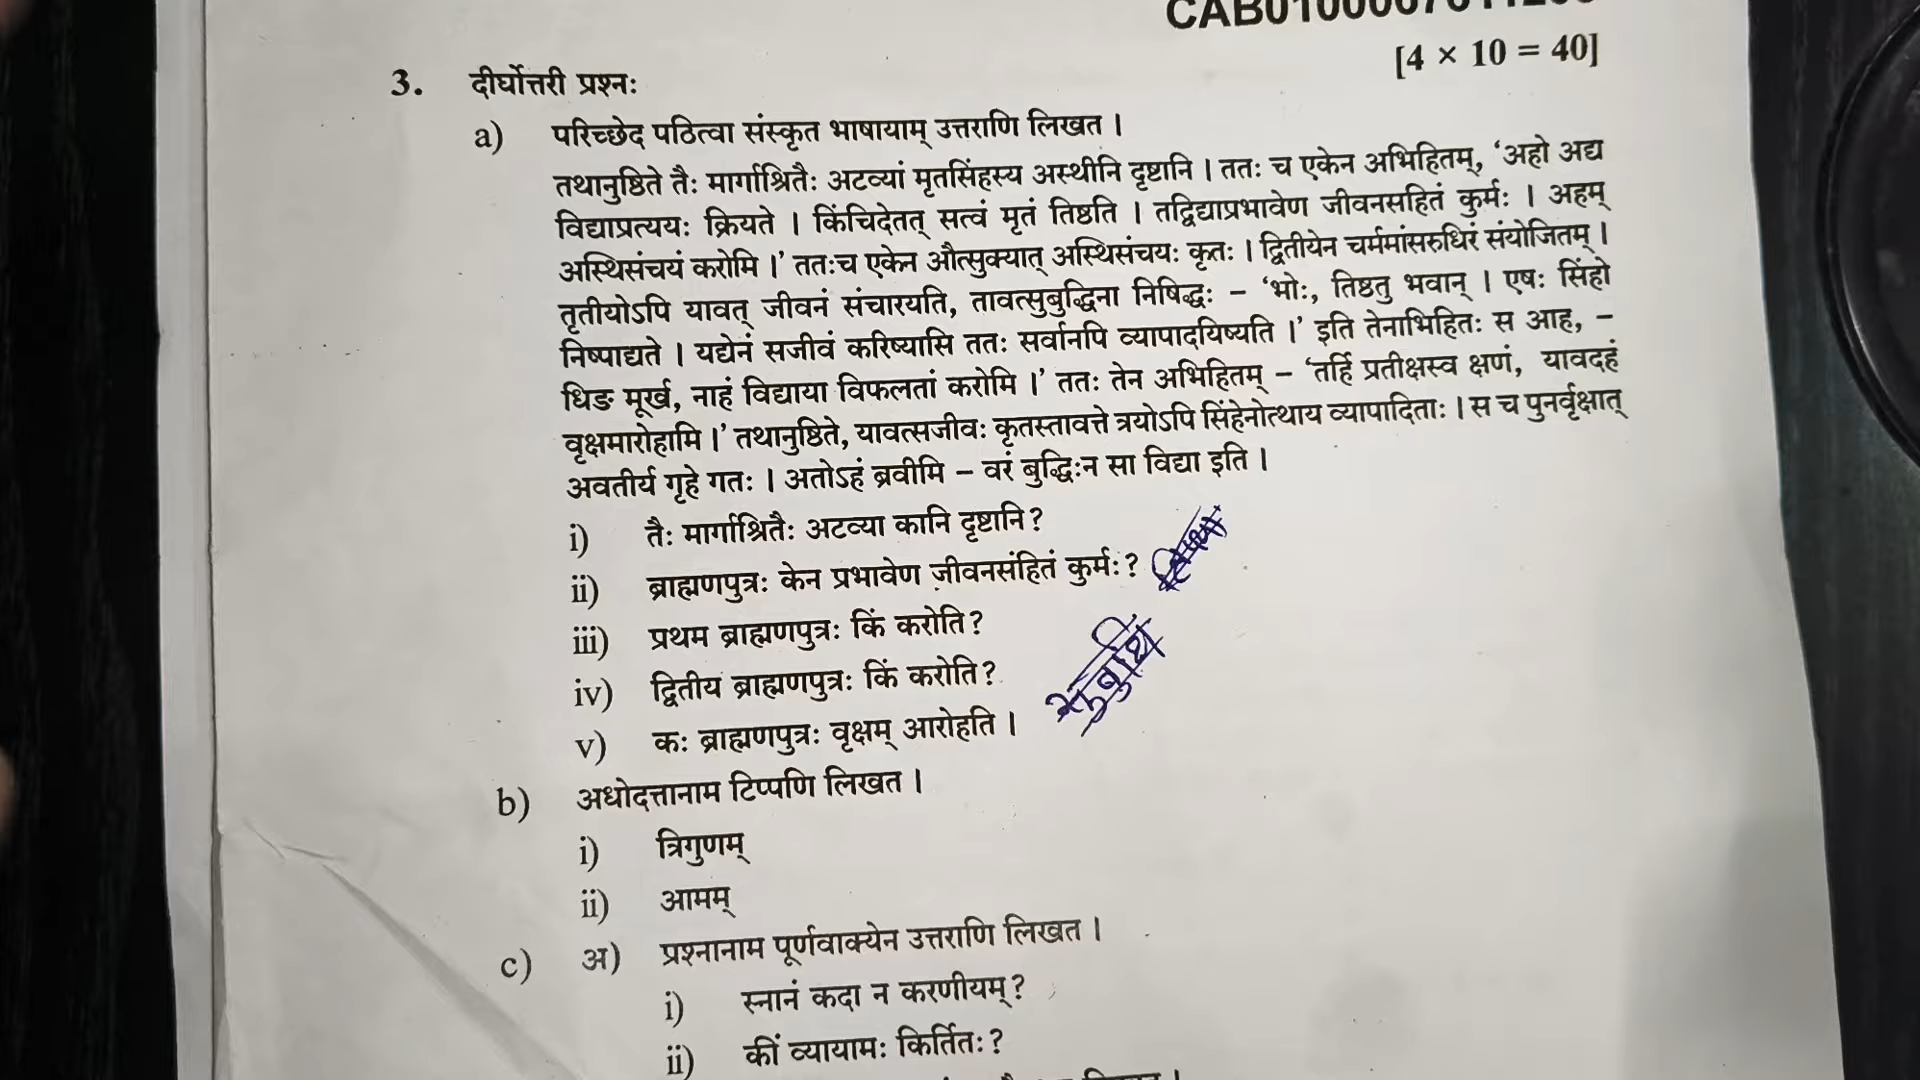 [4 × 10 = 40]
3. दीर्घोत्तरी प्रश्नः
a) परिच्छेद पठित्वा संस्कृत भाषायाम् उत्तराणि लिखत ।
तथानुष्ठिते तैः मार्गाश्रितैः अटव्यां मृतसिंहस्य अस्थीनि दृष्टानि । ततः च एकेन अभिहितम्, ‘अहो अद्य
विद्याप्रत्ययः क्रियते । किंचिदेतत् सत्वं मृतं तिष्ठति । तद्विद्याप्रभावेण जीवनसहितं कुर्मः । अहम्
अस्थिसंचयं करोमि ।’ ततःच एकेन औत्सुक्यात् अस्थिसंचयः कृतः । द्वितीयेन चर्ममांसरुधिरं संयोजितम् ।
तृतीयोऽपि यावत् जीवनं संचारयति, तावत्सुबुद्धिना निषिद्धः – ‘भोः, तिष्ठतु भवान् । एषः सिंहो
निष्पाद्यते । यद्येनं सजीवं करिष्यासि ततः सर्वानपि व्यापादयिष्यति ।’ इति तेनाभिहितः स आह, –
धिङ मूर्ख, नाहं विद्याया विफलतां करोमि ।’ ततः तेन अभिहितम् – ‘तर्हि प्रतीक्षस्व क्षणं, यावदहं
वृक्षमारोहामि ।’ तथानुष्ठिते, यावत्सजीवः कृतस्तावत्ते त्रयोऽपि सिंहेनोत्थाय व्यापादिताः । स च पुनर्वृक्षात्
अवतीर्य गृहे गतः । अतोऽहं ब्रवीमि – वरं बुद्धिःन सा विद्या इति ।
i) तैः मार्गाश्रितैः अटव्या कानि दृष्टानि?
ii) ब्राह्मणपुत्रः केन प्रभावेण जीवनसंहितं कुर्मः?
iii) प्रथम ब्राह्मणपुत्रः किं करोति?
iv) द्वितीय ब्राह्मणपुत्रः किं करोति?
v) कः ब्राह्मणपुत्रः वृक्षम् आरोहति ।
b) अधोदत्तानाम टिप्पणि लिखत ।
i) त्रिगुणम्
ii) आमम्
c) अ) प्रश्नानाम पूर्णवाक्येन उत्तराणि लिखत ।
i) स्नानं कदा न करणीयम्?
ii) कीं व्यायामः किर्तितः?